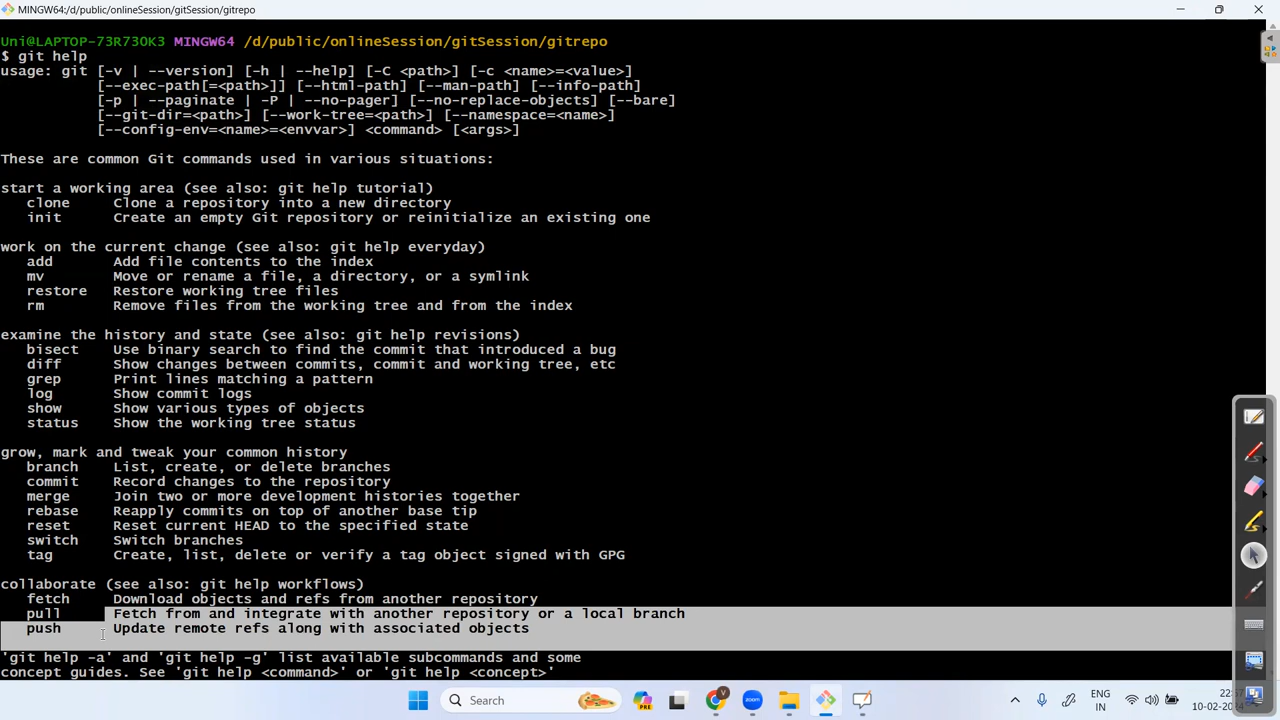 MINGW64:/d/public/onlineSession/gitSession/gitrepo
Uni@LAPTOP-73R730K3 MINGW64 /d/public/onlineSession/gitSession/gitrepo
$ git help
usage: git [-v | --version] [-h | --help] [-C <path>] [-c <name>=<value>]
[--exec-path[=<path>]] [--html-path] [--man-path] [--info-path]
[-p | --paginate | -P | --no-pager] [--no-replace-objects] [--bare]
[--git-dir=<path>] [--work-tree=<path>] [--namespace=<name>]
[--config-env=<name>=<envvar>] <command> [<args>]
These are common Git commands used in various situations:
start a working area (see also: git help tutorial)
clone Clone a repository into a new directory
init Create an empty Git repository or reinitialize an existing one
work on the current change (see also: git help everyday)
add Add file contents to the index
mv Move or rename a file, a directory, or a symlink
restore Restore working tree files
rm Remove files from the working tree and from the index
examine the history and state (see also: git help revisions)
bisect Use binary search to find the commit that introduced a bug
diff Show changes between commits, commit and working tree, etc
grep Print lines matching a pattern
log Show commit logs
show Show various types of objects
status Show the working tree status
grow, mark and tweak your common history
branch List, create, or delete branches
commit Record changes to the repository
merge Join two or more development histories together
rebase Reapply commits on top of another base tip
reset Reset current HEAD to the specified state
switch Switch branches
tag Create, list, delete or verify a tag object signed with GPG
collaborate (see also: git help workflows)
fetch Download objects and refs from another repository
pull Fetch from and integrate with another repository or a local branch
push Update remote refs along with associated objects
'git help -a' and 'git help -g' list available subcommands and some
concept guides. See 'git help <command>' or 'git help <concept>'
Search
PRE
V
zoom
ENG
IN
10-02-